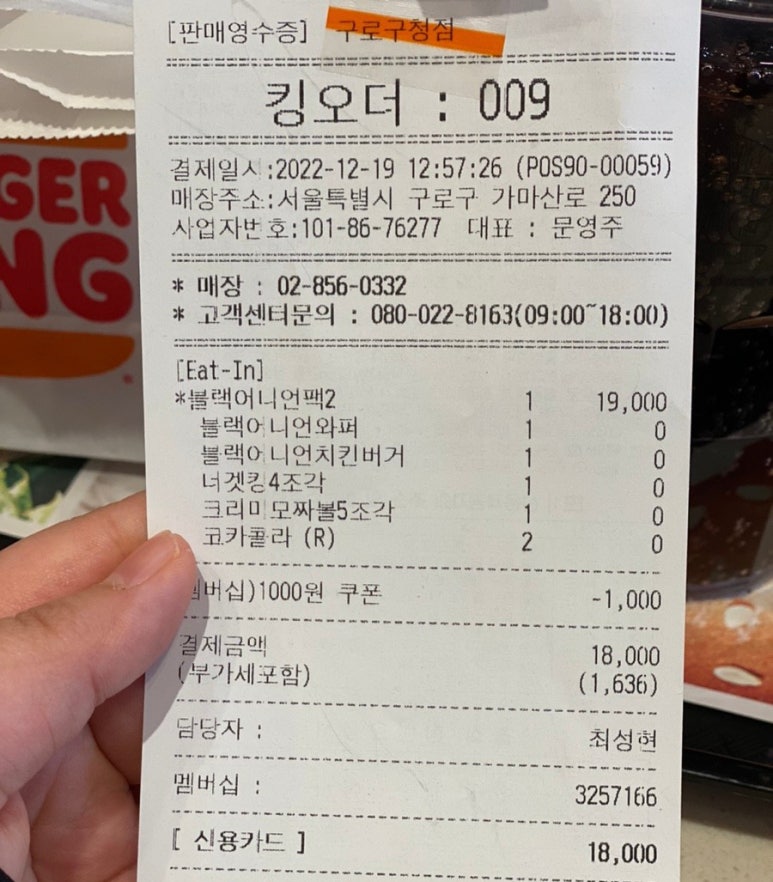 GER
NG
[판매영수증] 구로구청점
킹오더 : 009
결제일시:2022-12-19 12:57:26 (POS90-00059)
매장주소:서울특별시 구로구 가마산로 250
사업자번호:101-86-76277 대표 : 문영주
* 매장 : 02-856-0332
* 고객센터문의 : 080-022-8163(09:00~18:00)
[Eat-In]
*블랙어니언팩2 1 19,000
블랙어니언와퍼 1 0
블랙어니언치킨버거 1 0
너겟킹4조각 1 0
크리미모짜볼5조각 1 0
코카콜라 (R) 2 0
멤버십)1000원 쿠폰 -1,000
결제금액 18,000
(부가세포함) (1,636)
담당자 : 최성현
멤버십 : 3257166
[ 신용카드 ] 18,000